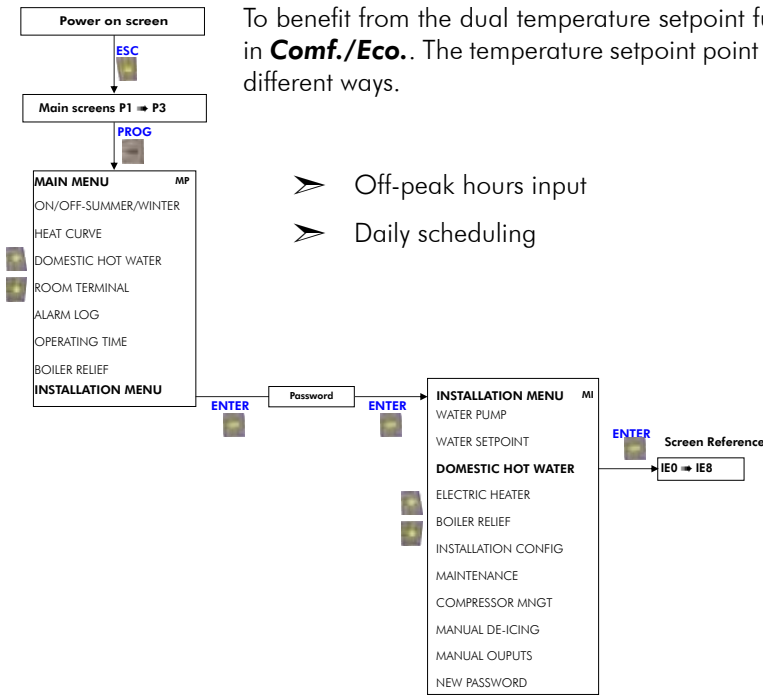 Power on screen
To benefit from the dual temperature setpoint fu
in Comf./Eco.. The temperature setpoint point
different ways.
ESC
Main screens P1 ➠ P3
PROG
MAIN MENU MP
ON/OFF-SUMMER/WINTER
HEAT CURVE
DOMESTIC HOT WATER
ROOM TERMINAL
ALARM LOG
OPERATING TIME
BOILER RELIEF
INSTALLATION MENU
➢ Off-peak hours input
➢ Daily scheduling
ENTER
Password
ENTER
INSTALLATION MENU MI
WATER PUMP
WATER SETPOINT
DOMESTIC HOT WATER
ELECTRIC HEATER
BOILER RELIEF
INSTALLATION CONFIG
MAINTENANCE
COMPRESSOR MNGT
MANUAL DE-ICING
MANUAL OUPUTS
NEW PASSWORD
ENTER
Screen Reference
IE0 ➠ IE8